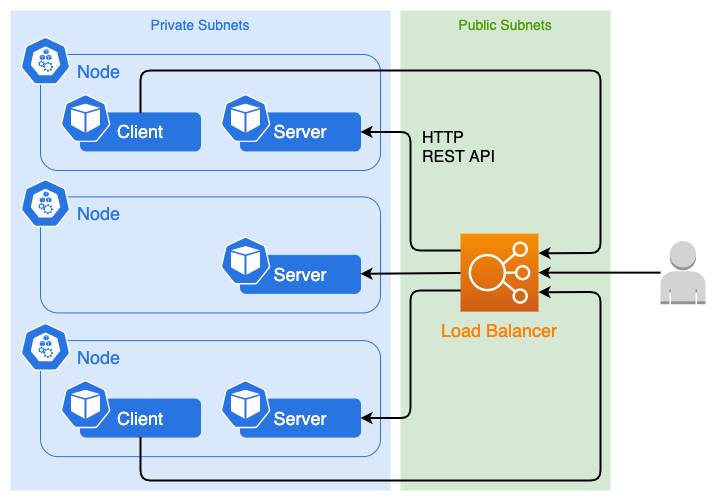 Private Subnets
Public Subnets
Node
Client
Server
HTTP
REST API
Node
Server
Load Balancer
Node
Client
Server